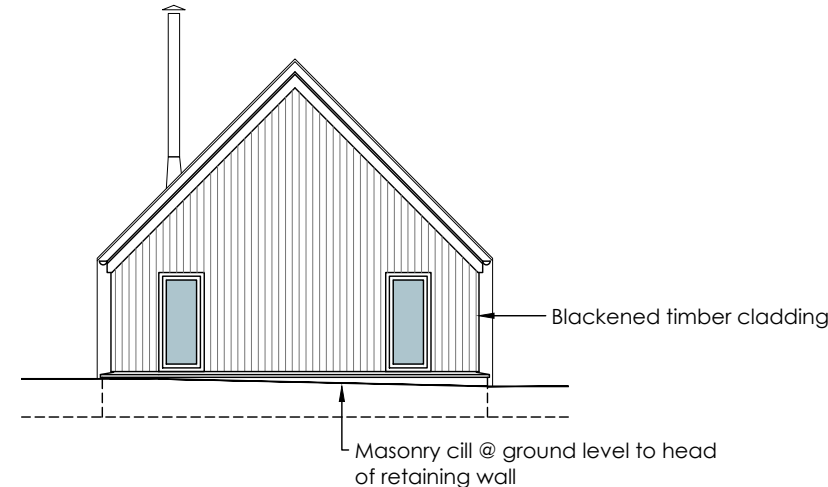 Blackened timber cladding
Masonry cill @ ground level to head
of retaining wall